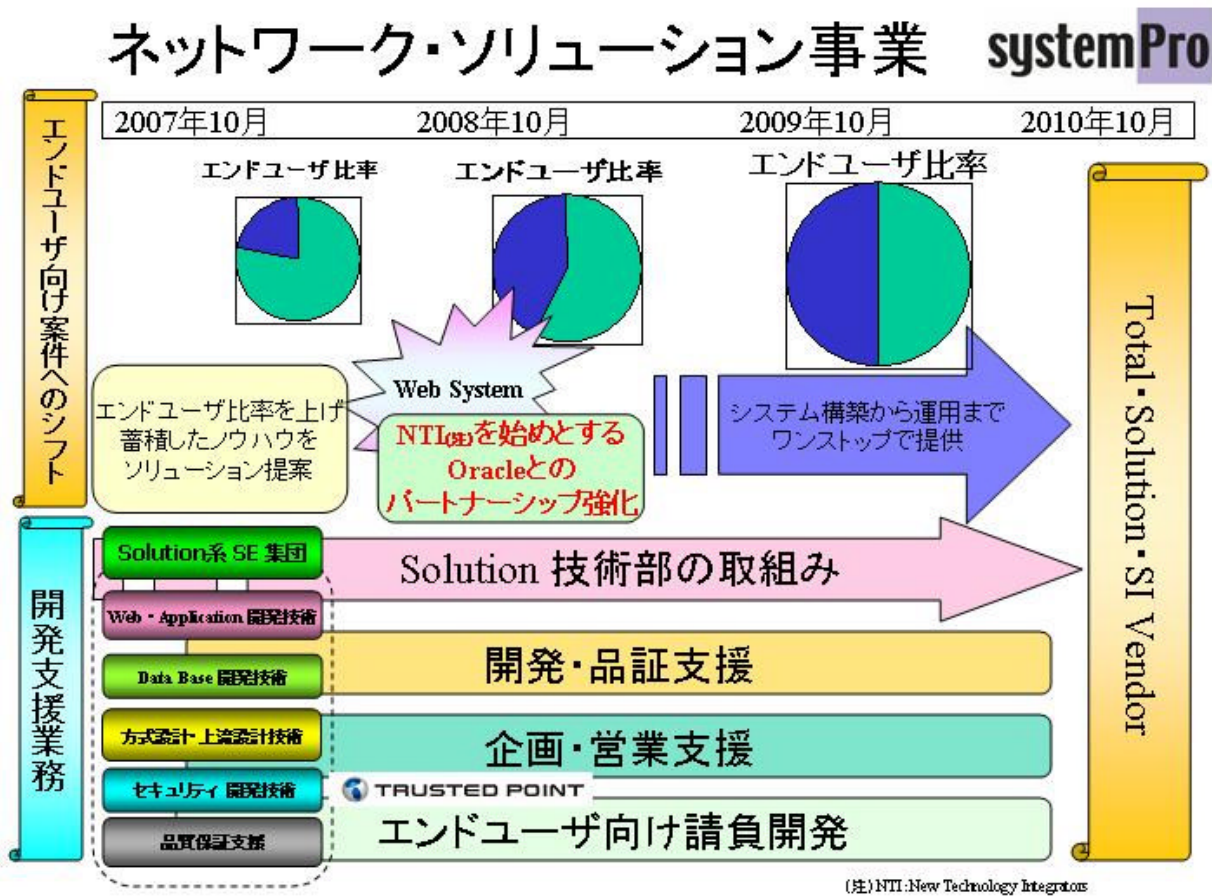 ネットワーク・ソリューション事業
systemPro
2007年10月
2008年10月
2009年10月
2010年10月
エンドユーザ向け案件へのシフト
エンドユーザ比率
エンドユーザ比率
エンドユーザ比率
エンドユーザ比率を上げ
蓄積したノウハウを
ソリューション提案
Web System
NTI(注)を始めとする
Oracleとの
パートナーシップ強化
システム構築から運用まで
ワンストップで提供
Total・Solution・SI Vendor
開発支援業務
Solution系 SE 集団
Web・Application 開発技術
Data Base 開発技術
方式設計・上流設計技術
セキュリティ 開発技術
品質保証支援
Solution 技術部の取組み
開発・品証支援
企画・営業支援
TRUSTED POINT
エンドユーザ向け請負開発
(注) NTI:New Technology Integrators